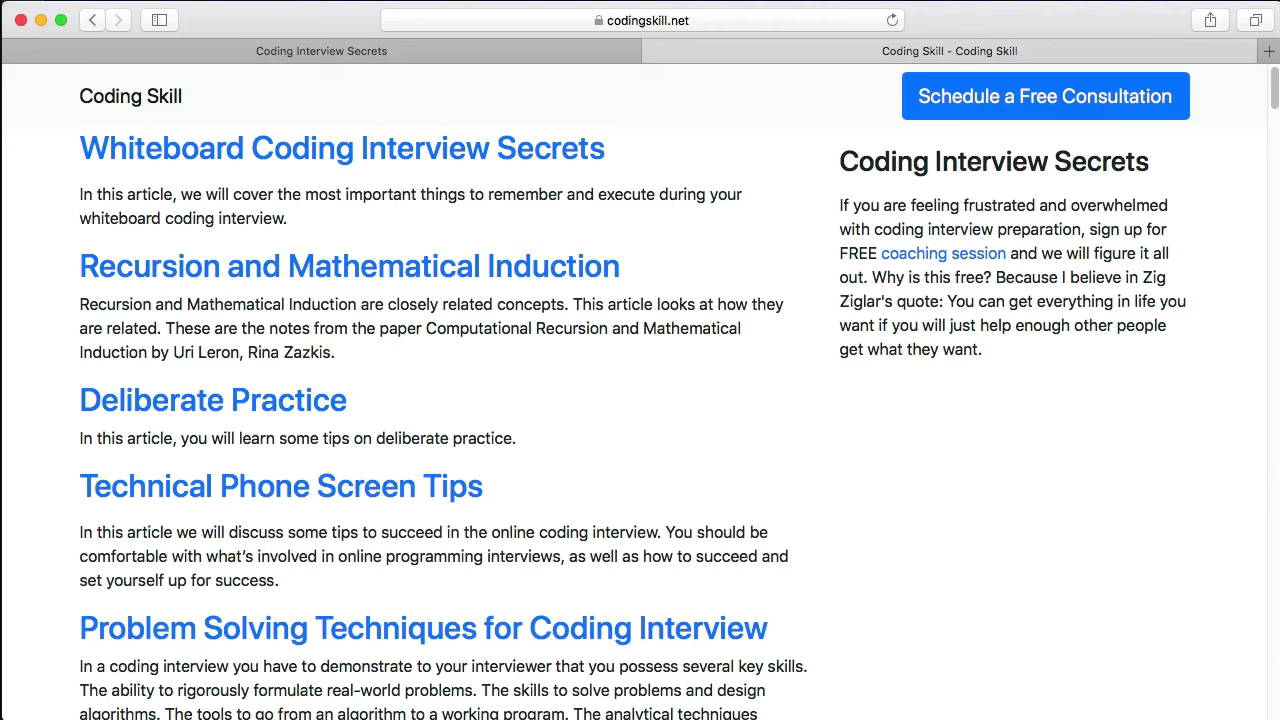 codingskill.net
Coding Interview Secrets
Coding Skill - Coding Skill
Coding Skill
Schedule a Free Consultation
Whiteboard Coding Interview Secrets
In this article, we will cover the most important things to remember and execute during your
whiteboard coding interview.
Recursion and Mathematical Induction
Recursion and Mathematical Induction are closely related concepts. This article looks at how they
are related. These are the notes from the paper Computational Recursion and Mathematical
Induction by Uri Leron, Rina Zazkis.
Deliberate Practice
In this article, you will learn some tips on deliberate practice.
Technical Phone Screen Tips
In this article we will discuss some tips to succeed in the online coding interview. You should be
comfortable with what’s involved in online programming interviews, as well as how to succeed and
set yourself up for success.
Problem Solving Techniques for Coding Interview
In a coding interview you have to demonstrate to your interviewer that you possess several key skills.
The ability to rigorously formulate real-world problems. The skills to solve problems and design
algorithms. The tools to go from an algorithm to a working program. The analytical techniques
Coding Interview Secrets
If you are feeling frustrated and overwhelmed
with coding interview preparation, sign up for
FREE coaching session and we will figure it all
out. Why is this free? Because I believe in Zig
Ziglar's quote: You can get everything in life you
want if you will just help enough other people
get what they want.